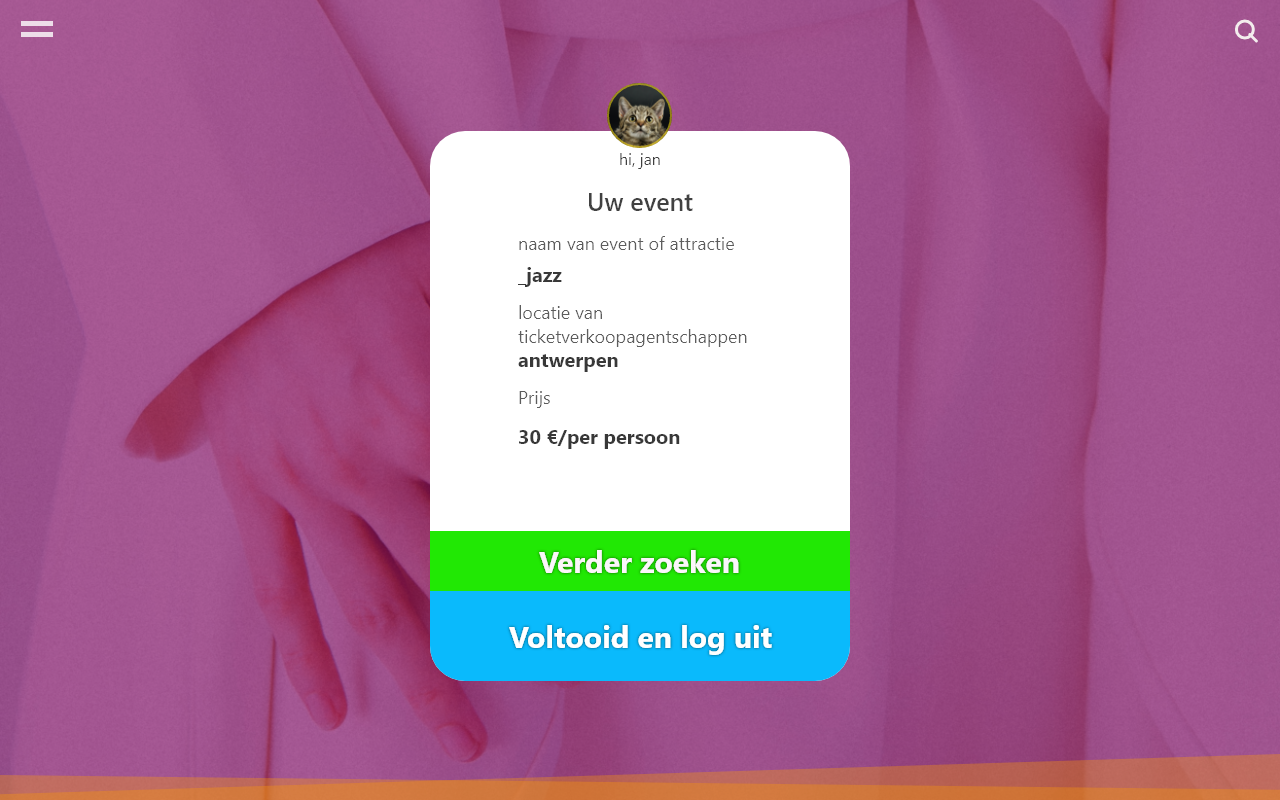 hi, jan
Uw event
naam van event of attractie
_jazz
locatie van
ticketverkoopagentschappen
antwerpen
Prijs
30 €/per persoon
Verder zoeken
Voltooid en log uit